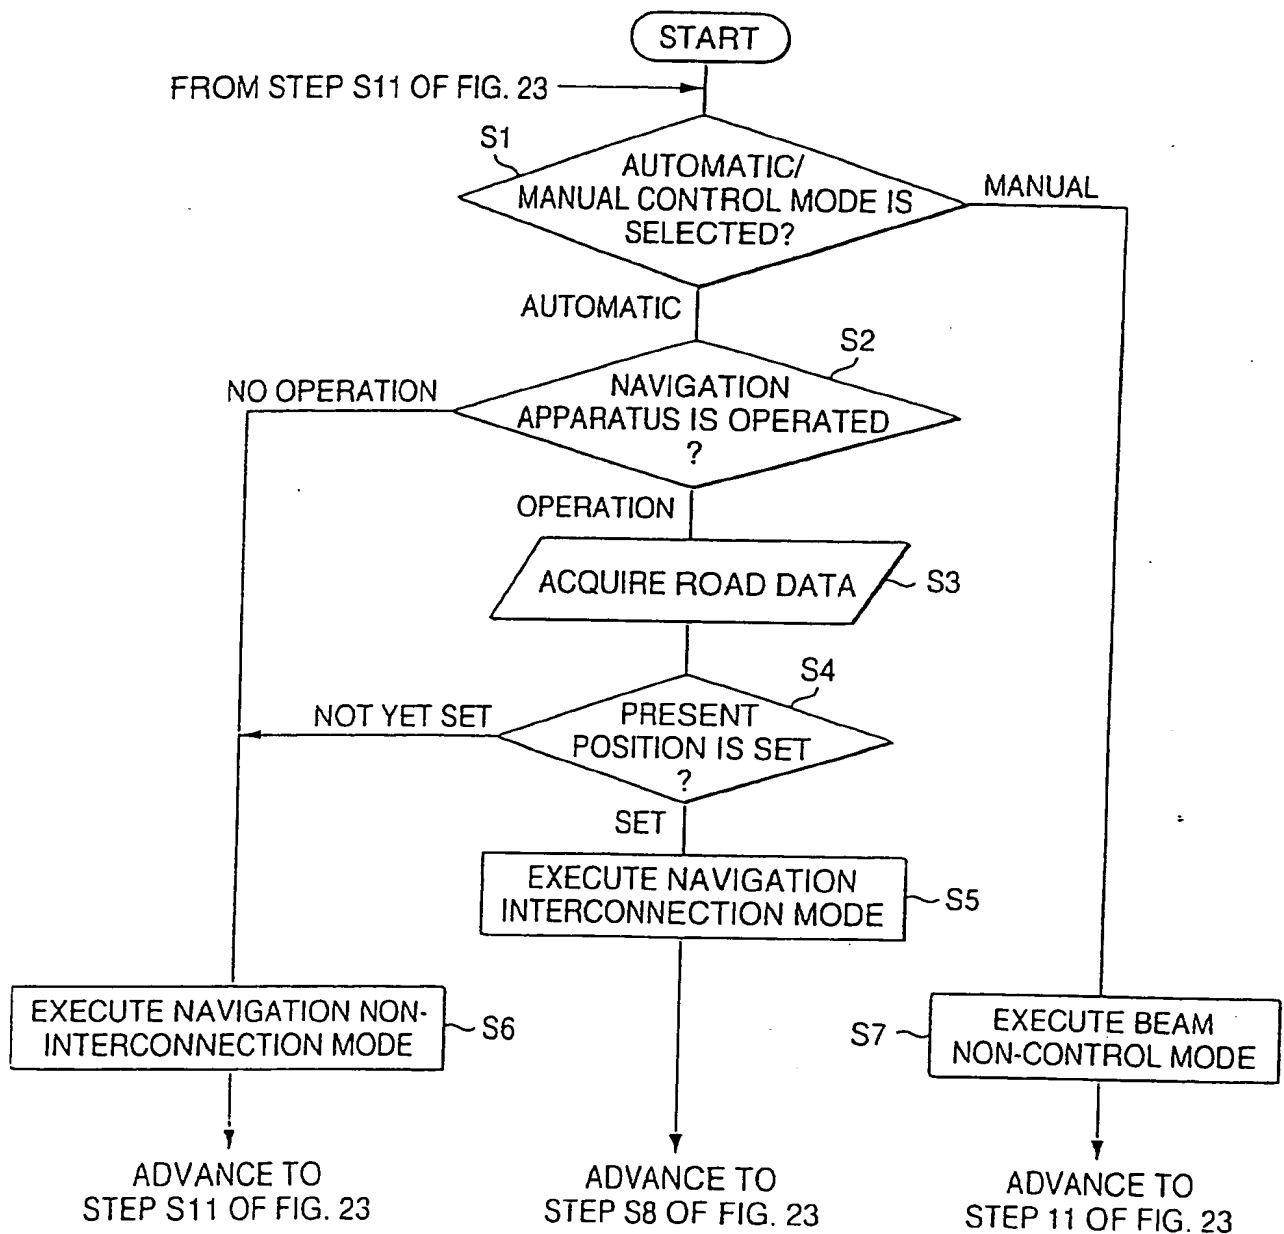 START
FROM STEP S11 OF FIG. 23
S1
AUTOMATIC/
MANUAL CONTROL MODE IS
SELECTED?
MANUAL
AUTOMATIC
S2
NO OPERATION
NAVIGATION
APPARATUS IS OPERATED
?
OPERATION
ACQUIRE ROAD DATA
S3
S4
NOT YET SET
PRESENT
POSITION IS SET
?
SET
EXECUTE NAVIGATION
INTERCONNECTION MODE
S5
EXECUTE NAVIGATION NON-
INTERCONNECTION MODE
S6
S7
EXECUTE BEAM
NON-CONTROL MODE
ADVANCE TO
STEP S11 OF FIG. 23
ADVANCE TO
STEP S8 OF FIG. 23
ADVANCE TO
STEP 11 OF FIG. 23